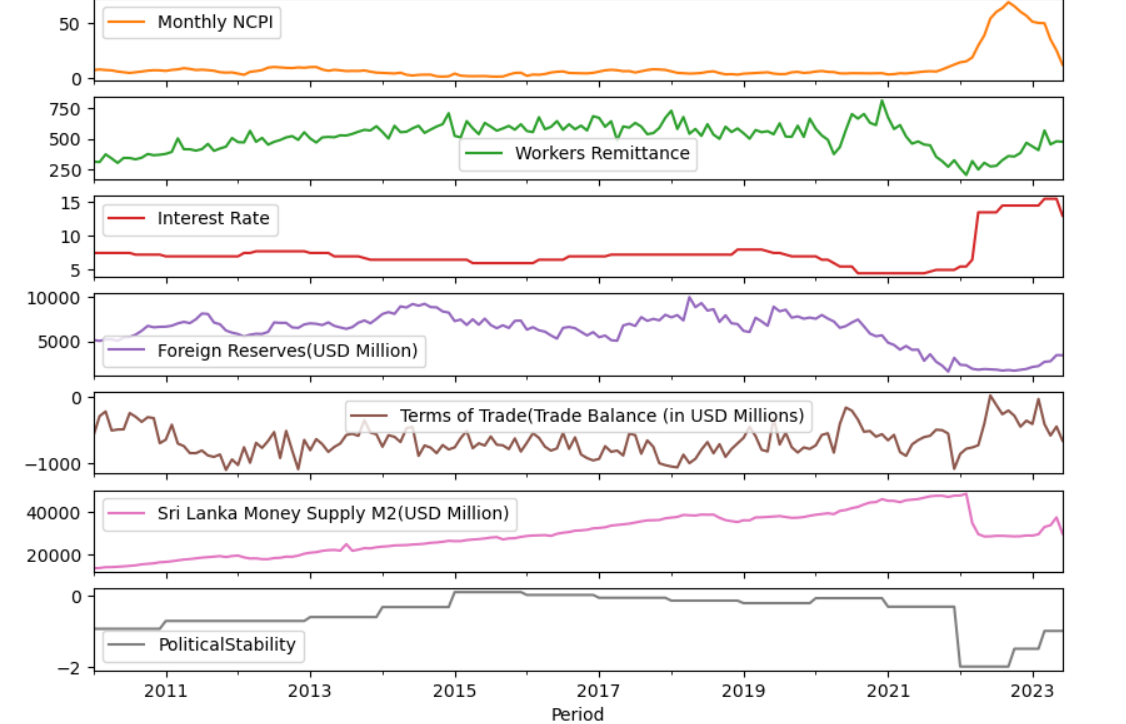 50
0
Monthly NCPI
750
500
250
Workers Remittance
15
10
5
Interest Rate
10000
5000
Foreign Reserves(USD Million)
0
−1000
Terms of Trade(Trade Balance (in USD Millions)
40000
20000
Sri Lanka Money Supply M2(USD Million)
0
−2
PoliticalStability
2011 2013 2015 2017 2019 2021 2023
Period